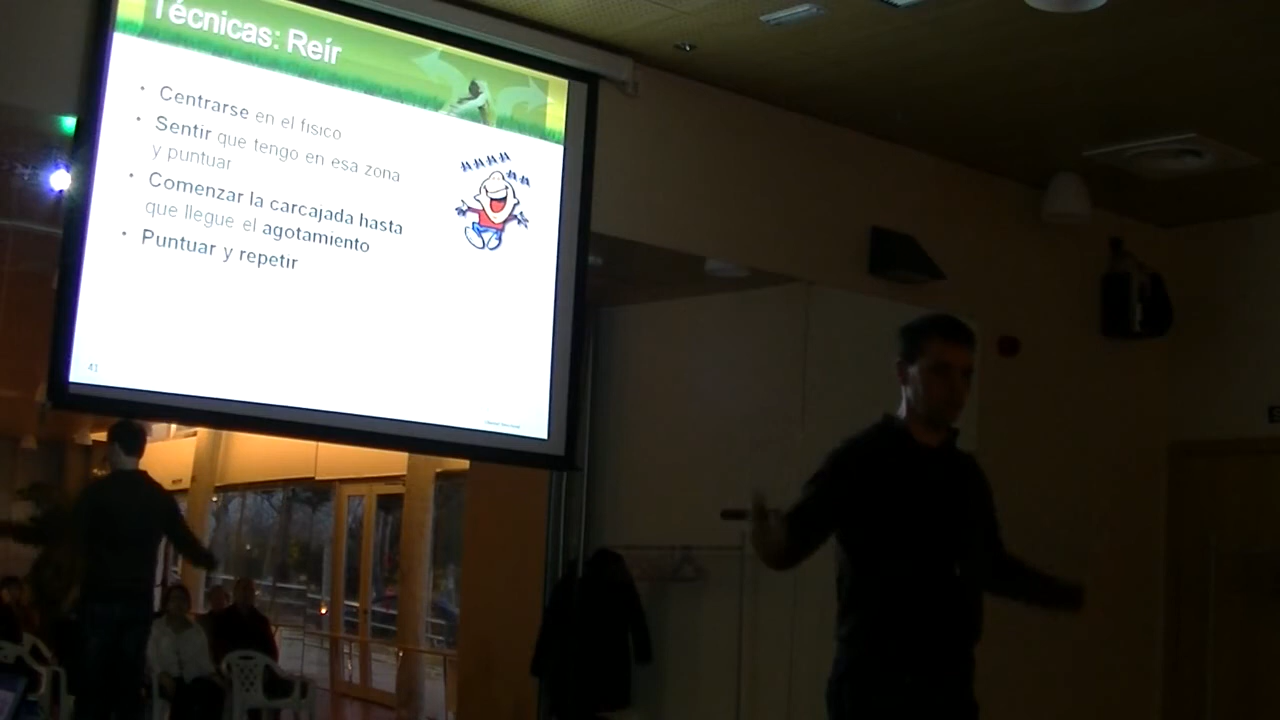 Técnicas: Reír
• Centrarse en el físico
• Sentir que tengo en esa zona
y puntuar
• Comenzar la carcajada hasta
que llegue el agotamiento
• Puntuar y repetir
41